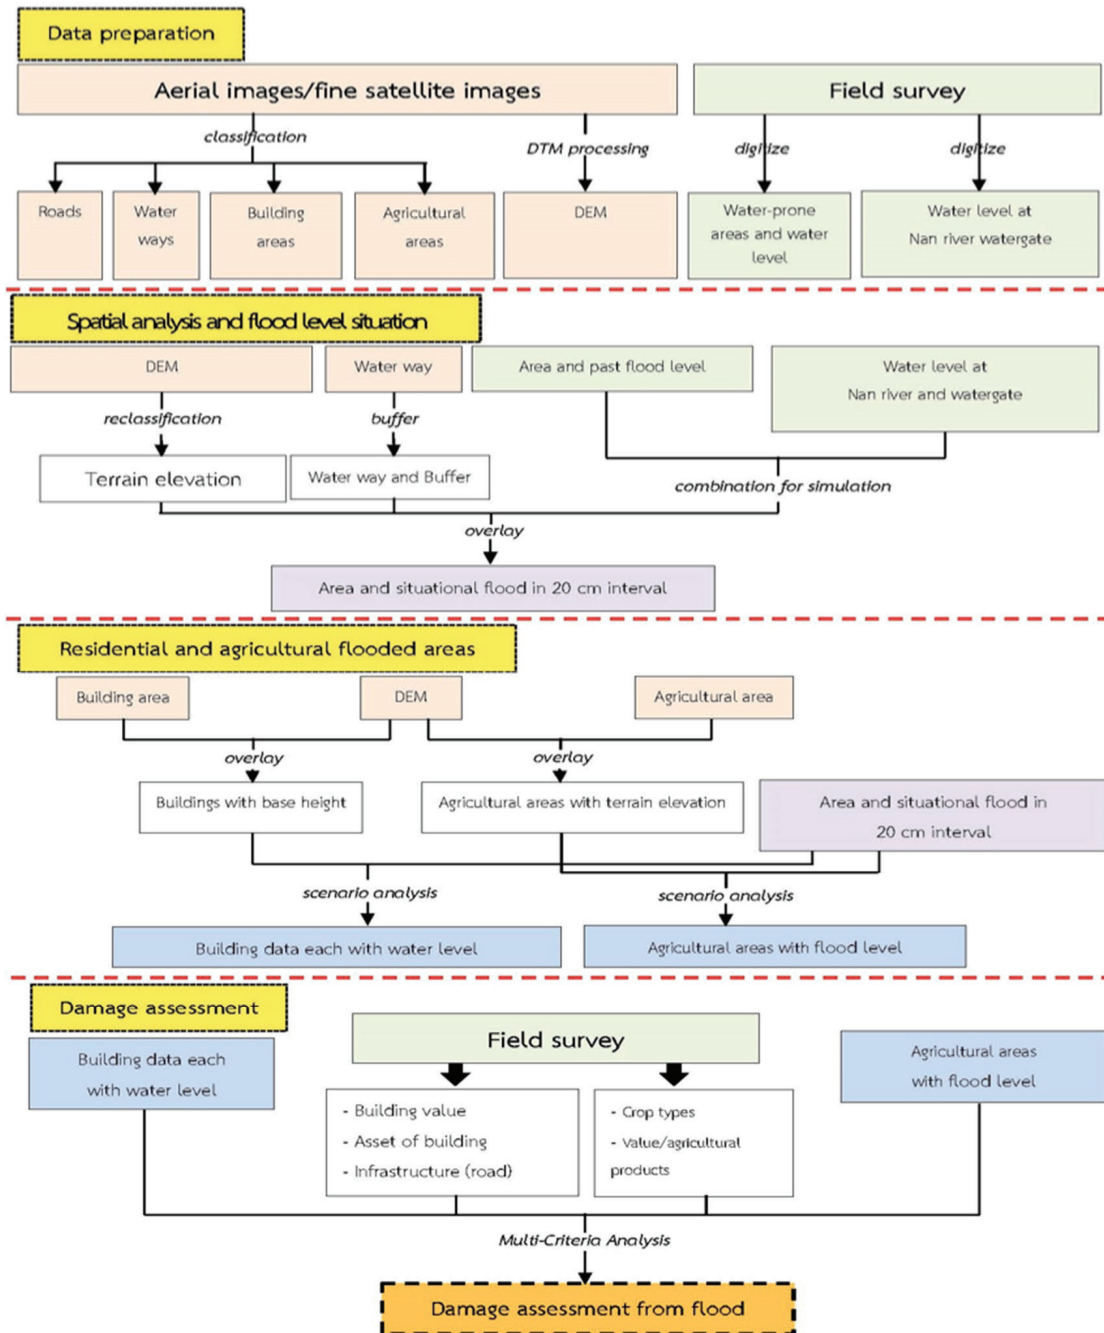 Data preparation
Aerial images/fine satellite images
Field survey
classification
DTM processing
digitize
digitize
Roads
Water
ways
Building
areas
Agricultural
areas
DEM
Water-prone
areas and water
level
Water level at
Nan river watergate
Spatial analysis and flood level situation
DEM
Water way
Area and past flood level
Water level at
Nan river and watergate
reclassification
buffer
Terrain elevation
Water way and Buffer
combination for simulation
overlay
Area and situational flood in 20 cm interval
Residential and agricultural flooded areas
Building area
DEM
Agricultural area
overlay
overlay
Buildings with base height
Agricultural areas with terrain elevation
Area and situational flood in
20 cm interval
scenario analysis
scenario analysis
Building data each with water level
Agricultural areas with flood level
Damage assessment
Building data each
with water level
Field survey
Agricultural areas
with flood level
- Building value
- Asset of building
- Infrastructure (road)
- Crop types
- Value/agricultural
products
Multi-Criteria Analysis
Damage assessment from flood